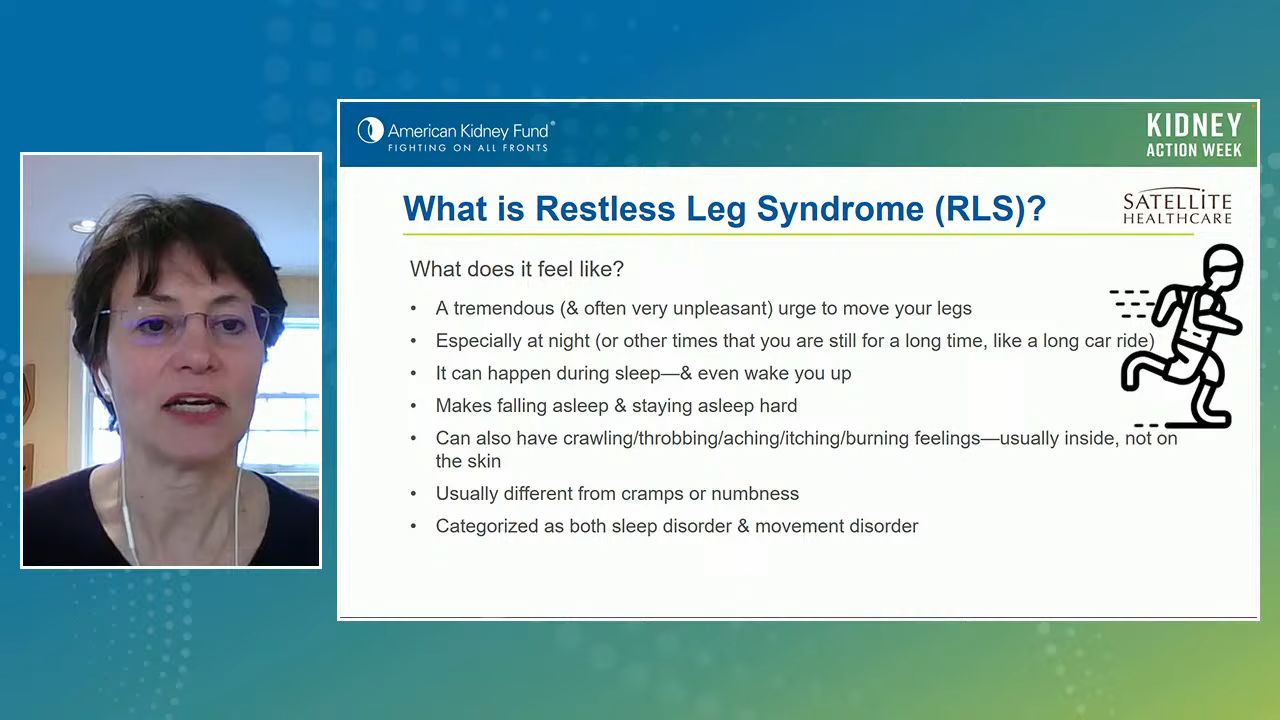 American Kidney Fund®
FIGHTING ON ALL FRONTS
KIDNEY
ACTION WEEK
What is Restless Leg Syndrome (RLS)?
SATELLITE
HEALTHCARE
What does it feel like?
• A tremendous (& often very unpleasant) urge to move your legs
• Especially at night (or other times that you are still for a long time, like a long car ride)
• It can happen during sleep—& even wake you up
• Makes falling asleep & staying asleep hard
• Can also have crawling/throbbing/aching/itching/burning feelings—usually inside, not on
the skin
• Usually different from cramps or numbness
• Categorized as both sleep disorder & movement disorder